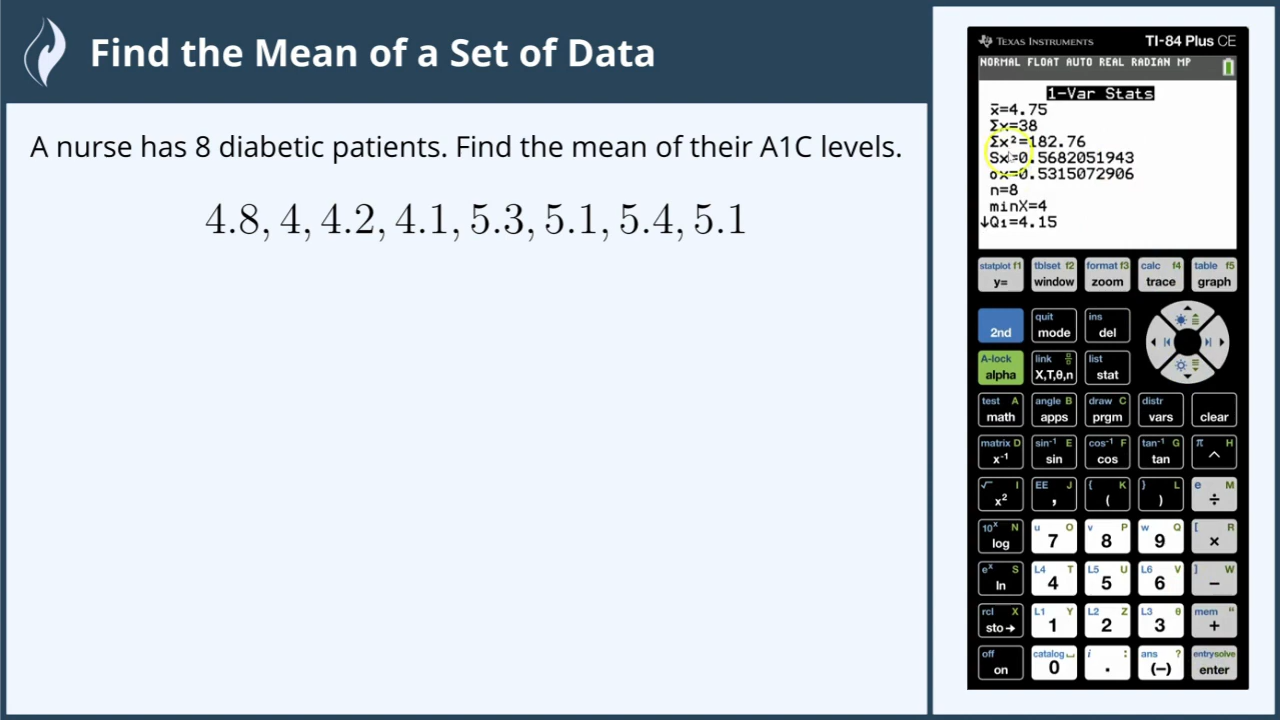 Find the Mean of a Set of Data
A nurse has 8 diabetic patients. Find the mean of their A1C levels.
4.8, 4, 4.2, 4.1, 5.3, 5.1, 5.4, 5.1
TEXAS INSTRUMENTS TI-84 Plus CE
NORMAL FLOAT AUTO REAL RADIAN MP
1-Var Stats
x̄=4.75
Σx=38
Σx²=182.76
Sx=0.5682051943
σx=0.5315072906
n=8
minX=4
↓Q₁=4.15
statplot f1 tblset f2 format f3 calc f4 table f5
y= window zoom trace graph
quit ins
2nd mode del
A-lock link list
alpha X,T,θ,n stat
test A angle B draw C distr
math apps prgm vars clear
matrix D sin⁻¹ E cos⁻¹ F tan⁻¹ G π H
x⁻¹ sin cos tan ^
√ I EE J { K } L e M
x² , ( ) ÷
10ˣ N u O v P w Q [ R
log 7 8 9 ×
eˣ S L4 T L5 U L6 V ] W
ln 4 5 6 −
rcl X L1 Y L2 Z L3 θ mem "
sto→ 1 2 3 +
off catalog i : ans ? entry solve
on 0 . (−) enter